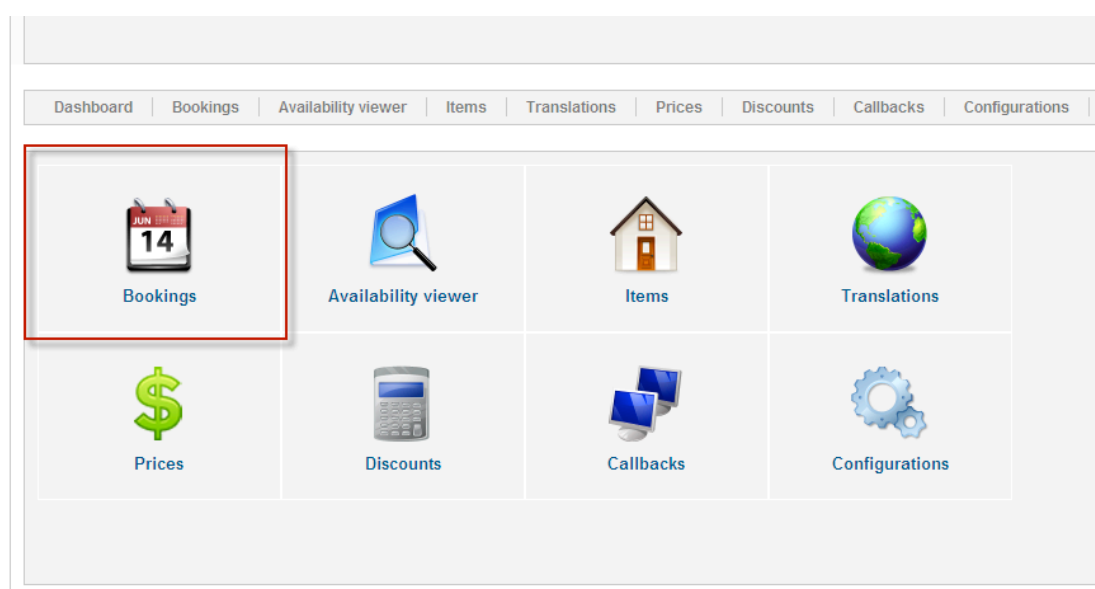 Dashboard Bookings Availability viewer Items Translations Prices Discounts Callbacks Configurations
JUN
14
Bookings Availability viewer Items Translations
Prices Discounts Callbacks Configurations